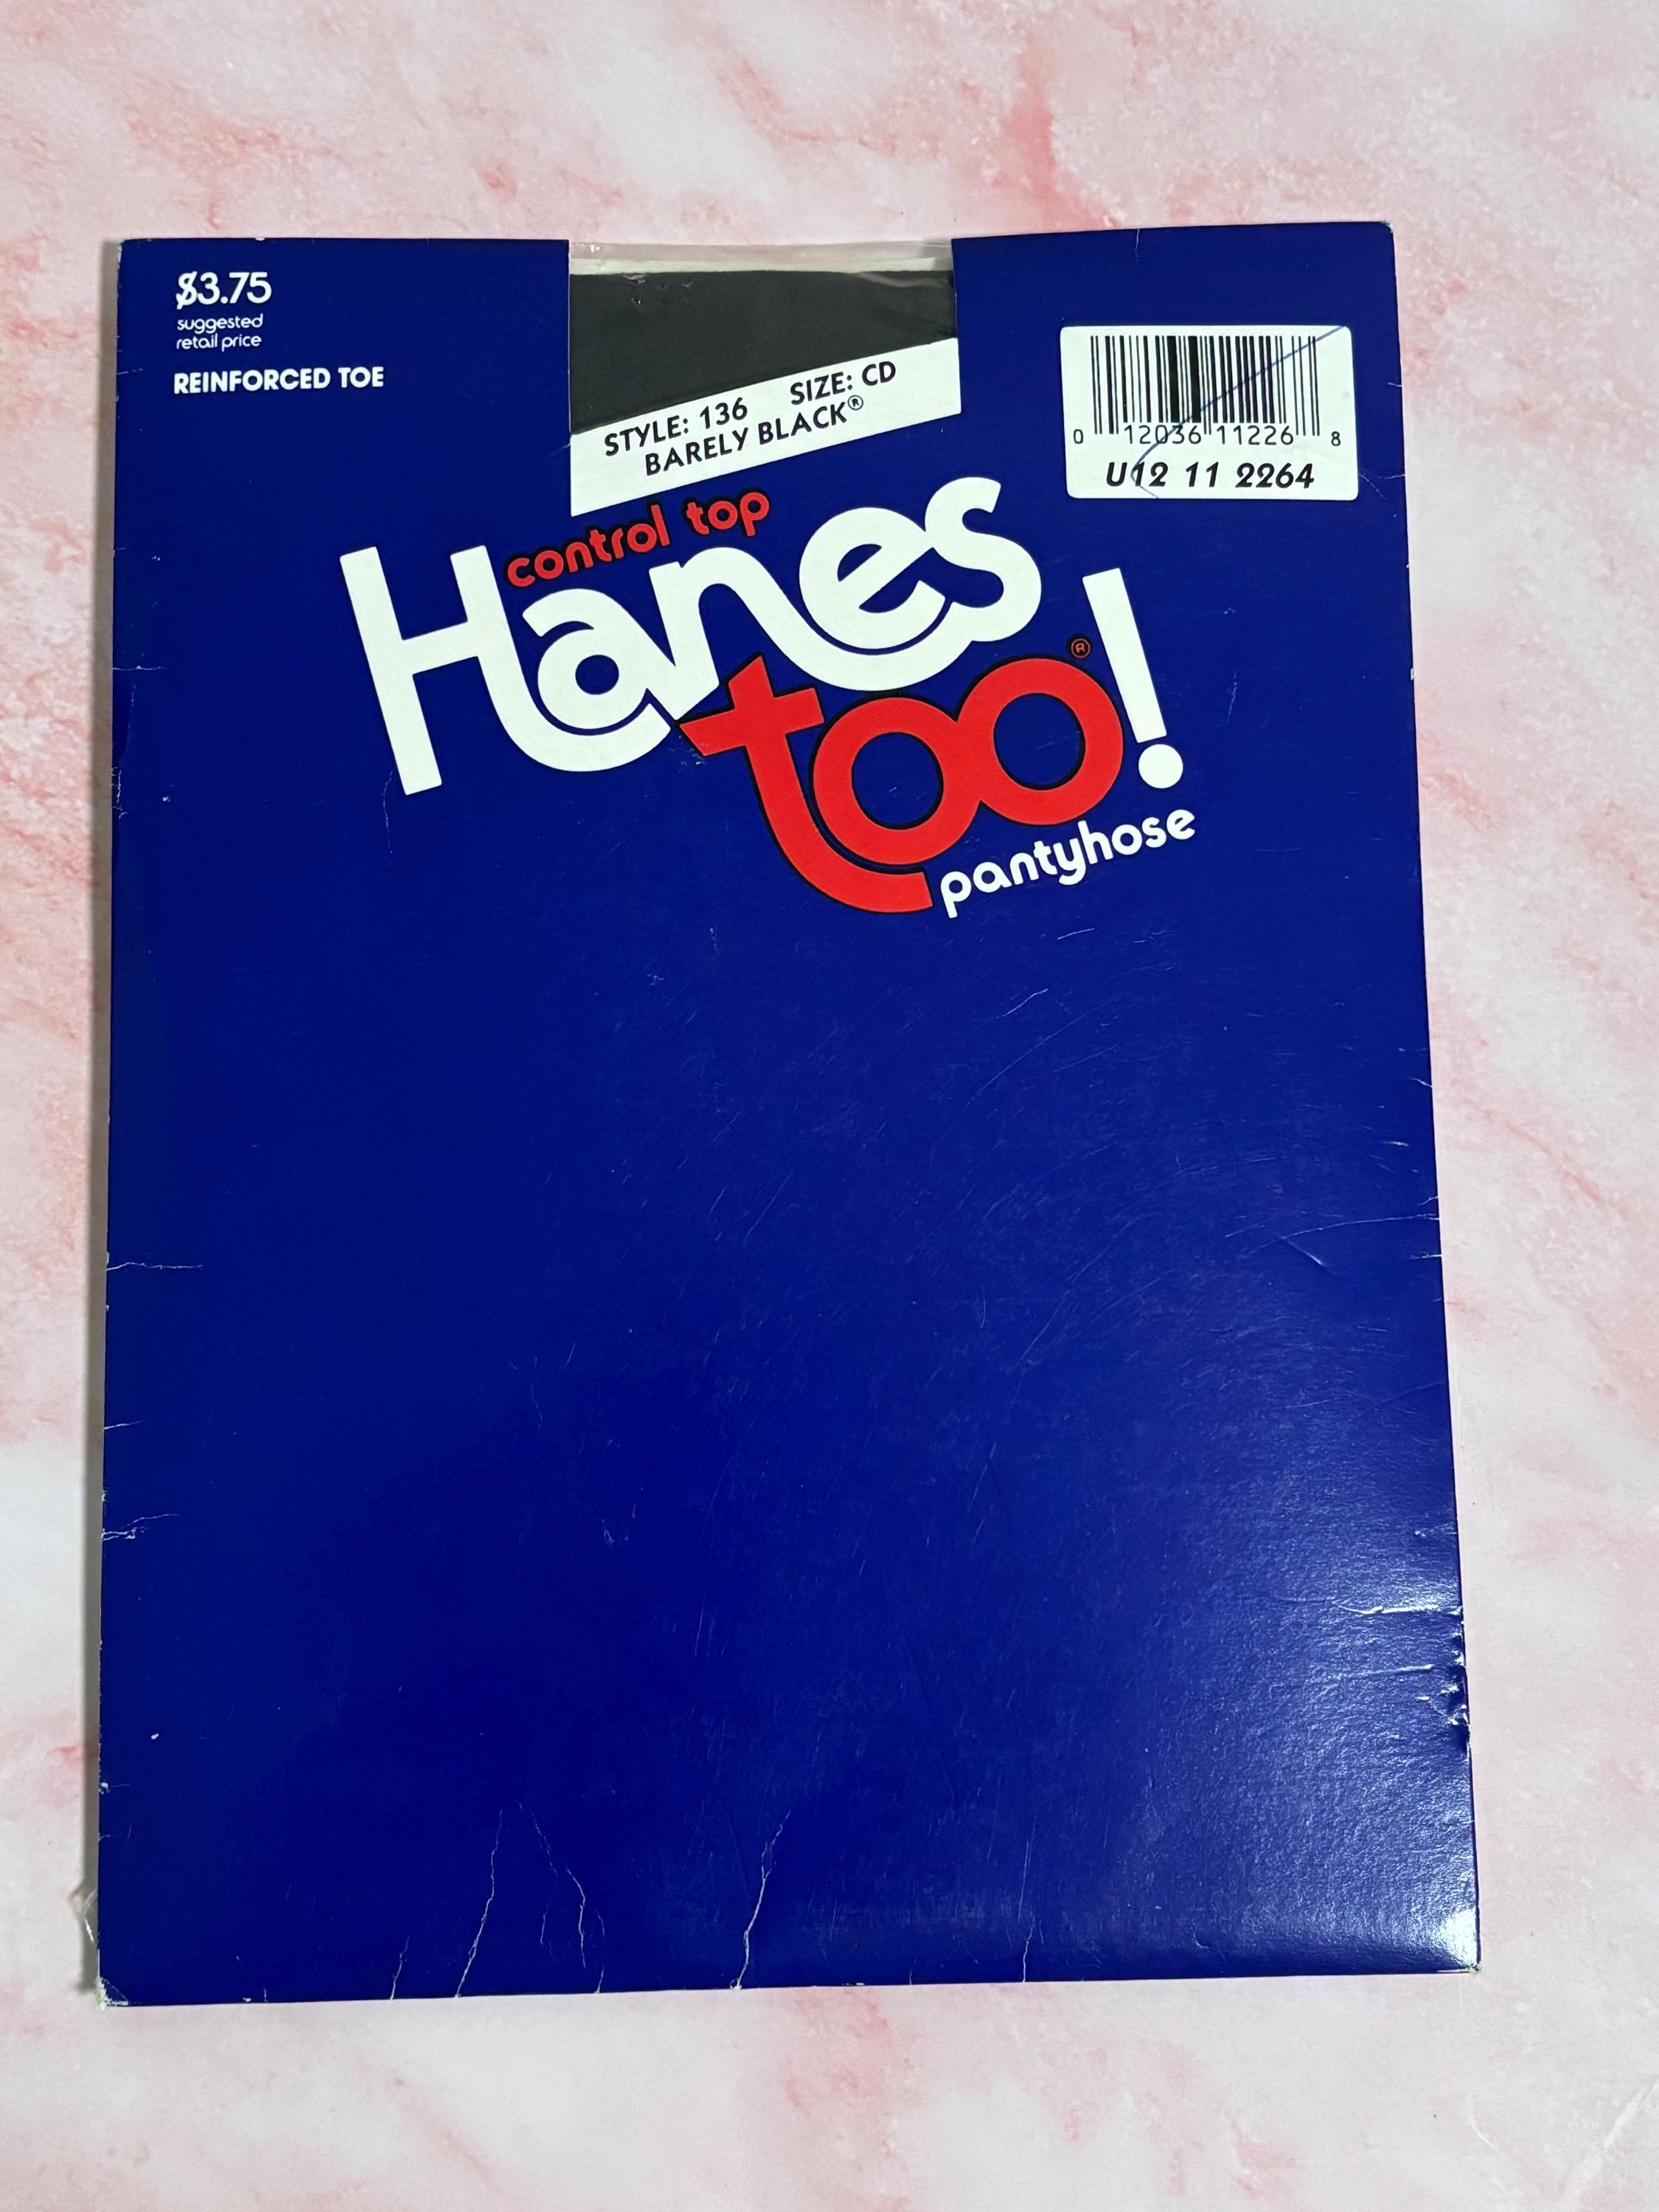 $3.75
suggested
retail price
REINFORCED TOE
STYLE: 136 SIZE: CD
BARELY BLACK®
0 12036 11226 8
U12 11 2264
control top
Hanes
too!®
pantyhose